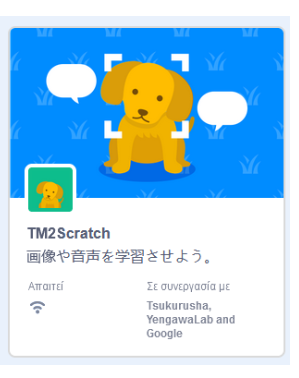 TM2Scratch
画像や音声を学習させよう。
Απαιτεί
Σε συνεργασία με
Tsukurusha,
YengawaLab and
Google